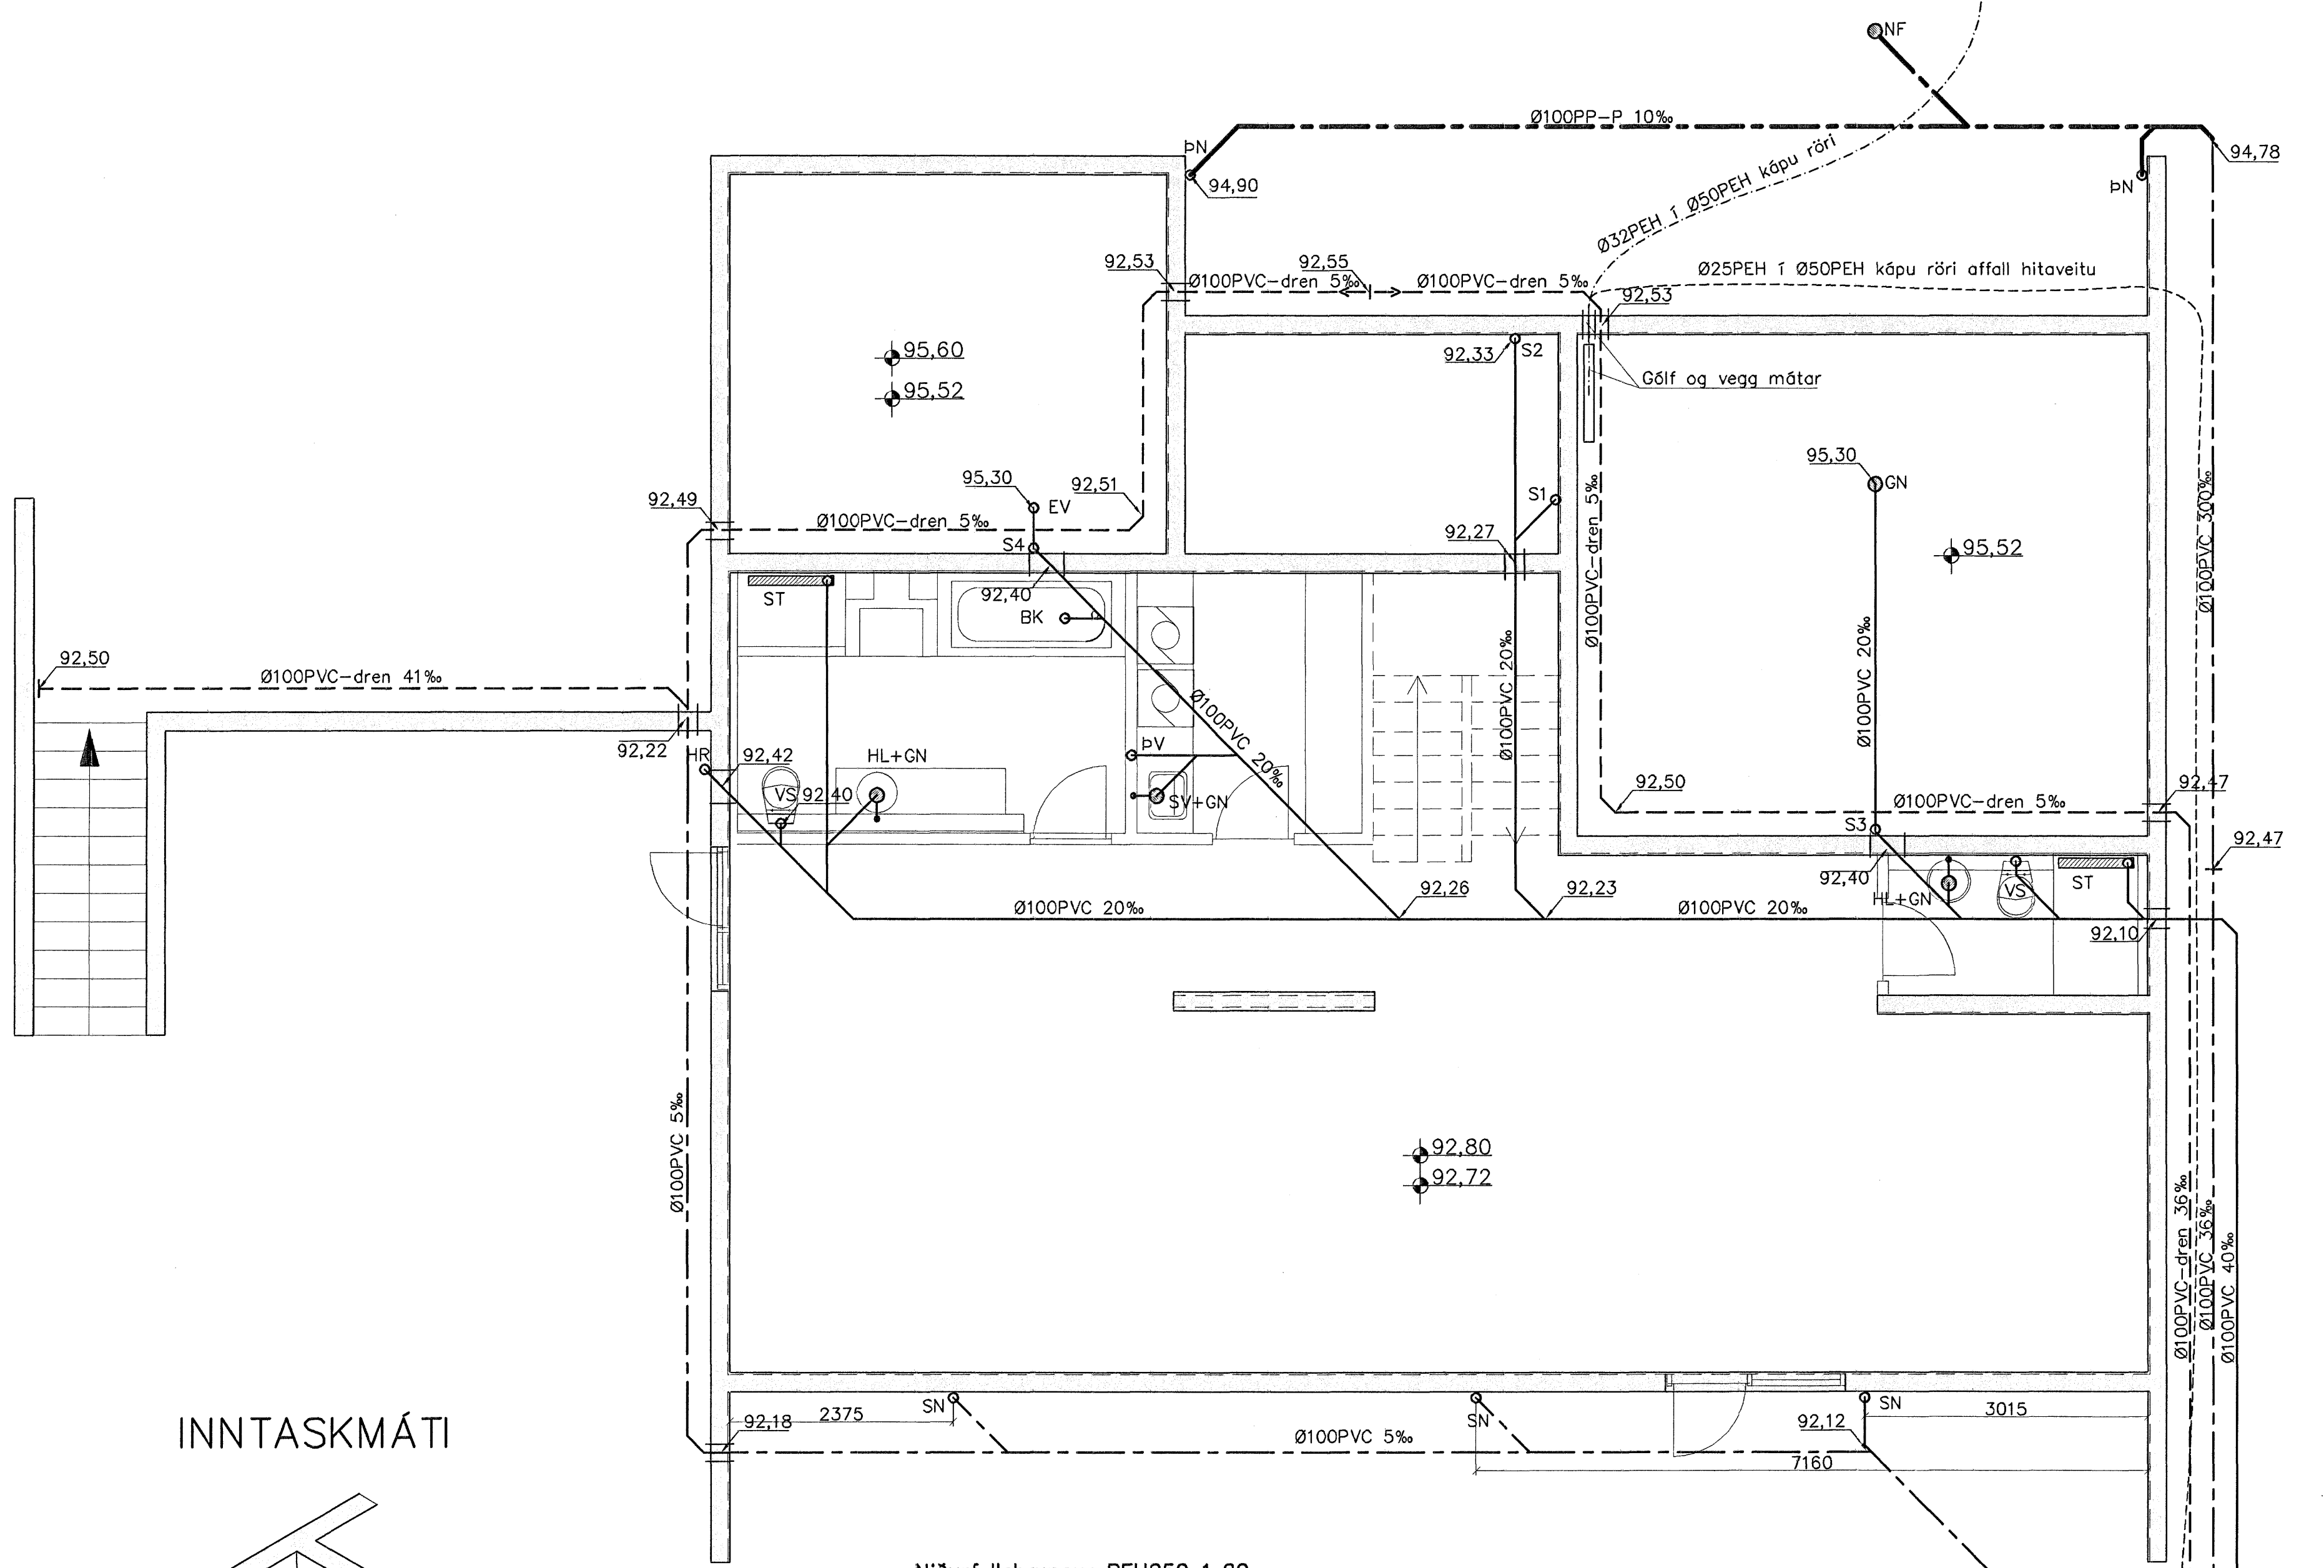 NF
Ø100PP-P 10‰
ÞN
94,78
94,90
ÞN
Ø32PEH í Ø50PEH kápu röri
92,53
Ø100PVC-dren 5‰
92,55
Ø100PVC-dren 5‰
Ø25PEH í Ø50PEH kápu röri affall hitaveitu
92,53
95,60
92,33
S2
Gólf og vegg mátar
95,52
95,30
GN
95,30
EV
92,51
92,49
Ø100PVC-dren 5‰
S1
Ø100PVC-dren 5‰
Ø100PVC 30‰
S4
92,27
95,52
92,40
ST
BK
92,50
Ø100PVC-dren 41‰
Ø100PVC 20‰
Ø100PVC 20‰
Ø100PVC 20‰
92,22
HR
92,42
HL+GN
ÞV
VS
92,40
SV+GN
92,50
Ø100PVC-dren 5‰
92,47
S3
92,47
92,40
HL+GN
VS
ST
92,26
92,23
Ø100PVC 20‰
Ø100PVC 20‰
92,10
Ø100PVC 5‰
92,80
92,72
Ø100PVC-dren 36‰
Ø100PVC 36‰
Ø100PVC 40‰
SN
2375
92,18
SN
SN
3015
92,12
Ø100PVC 5‰
7160
INNTASKMÁTI